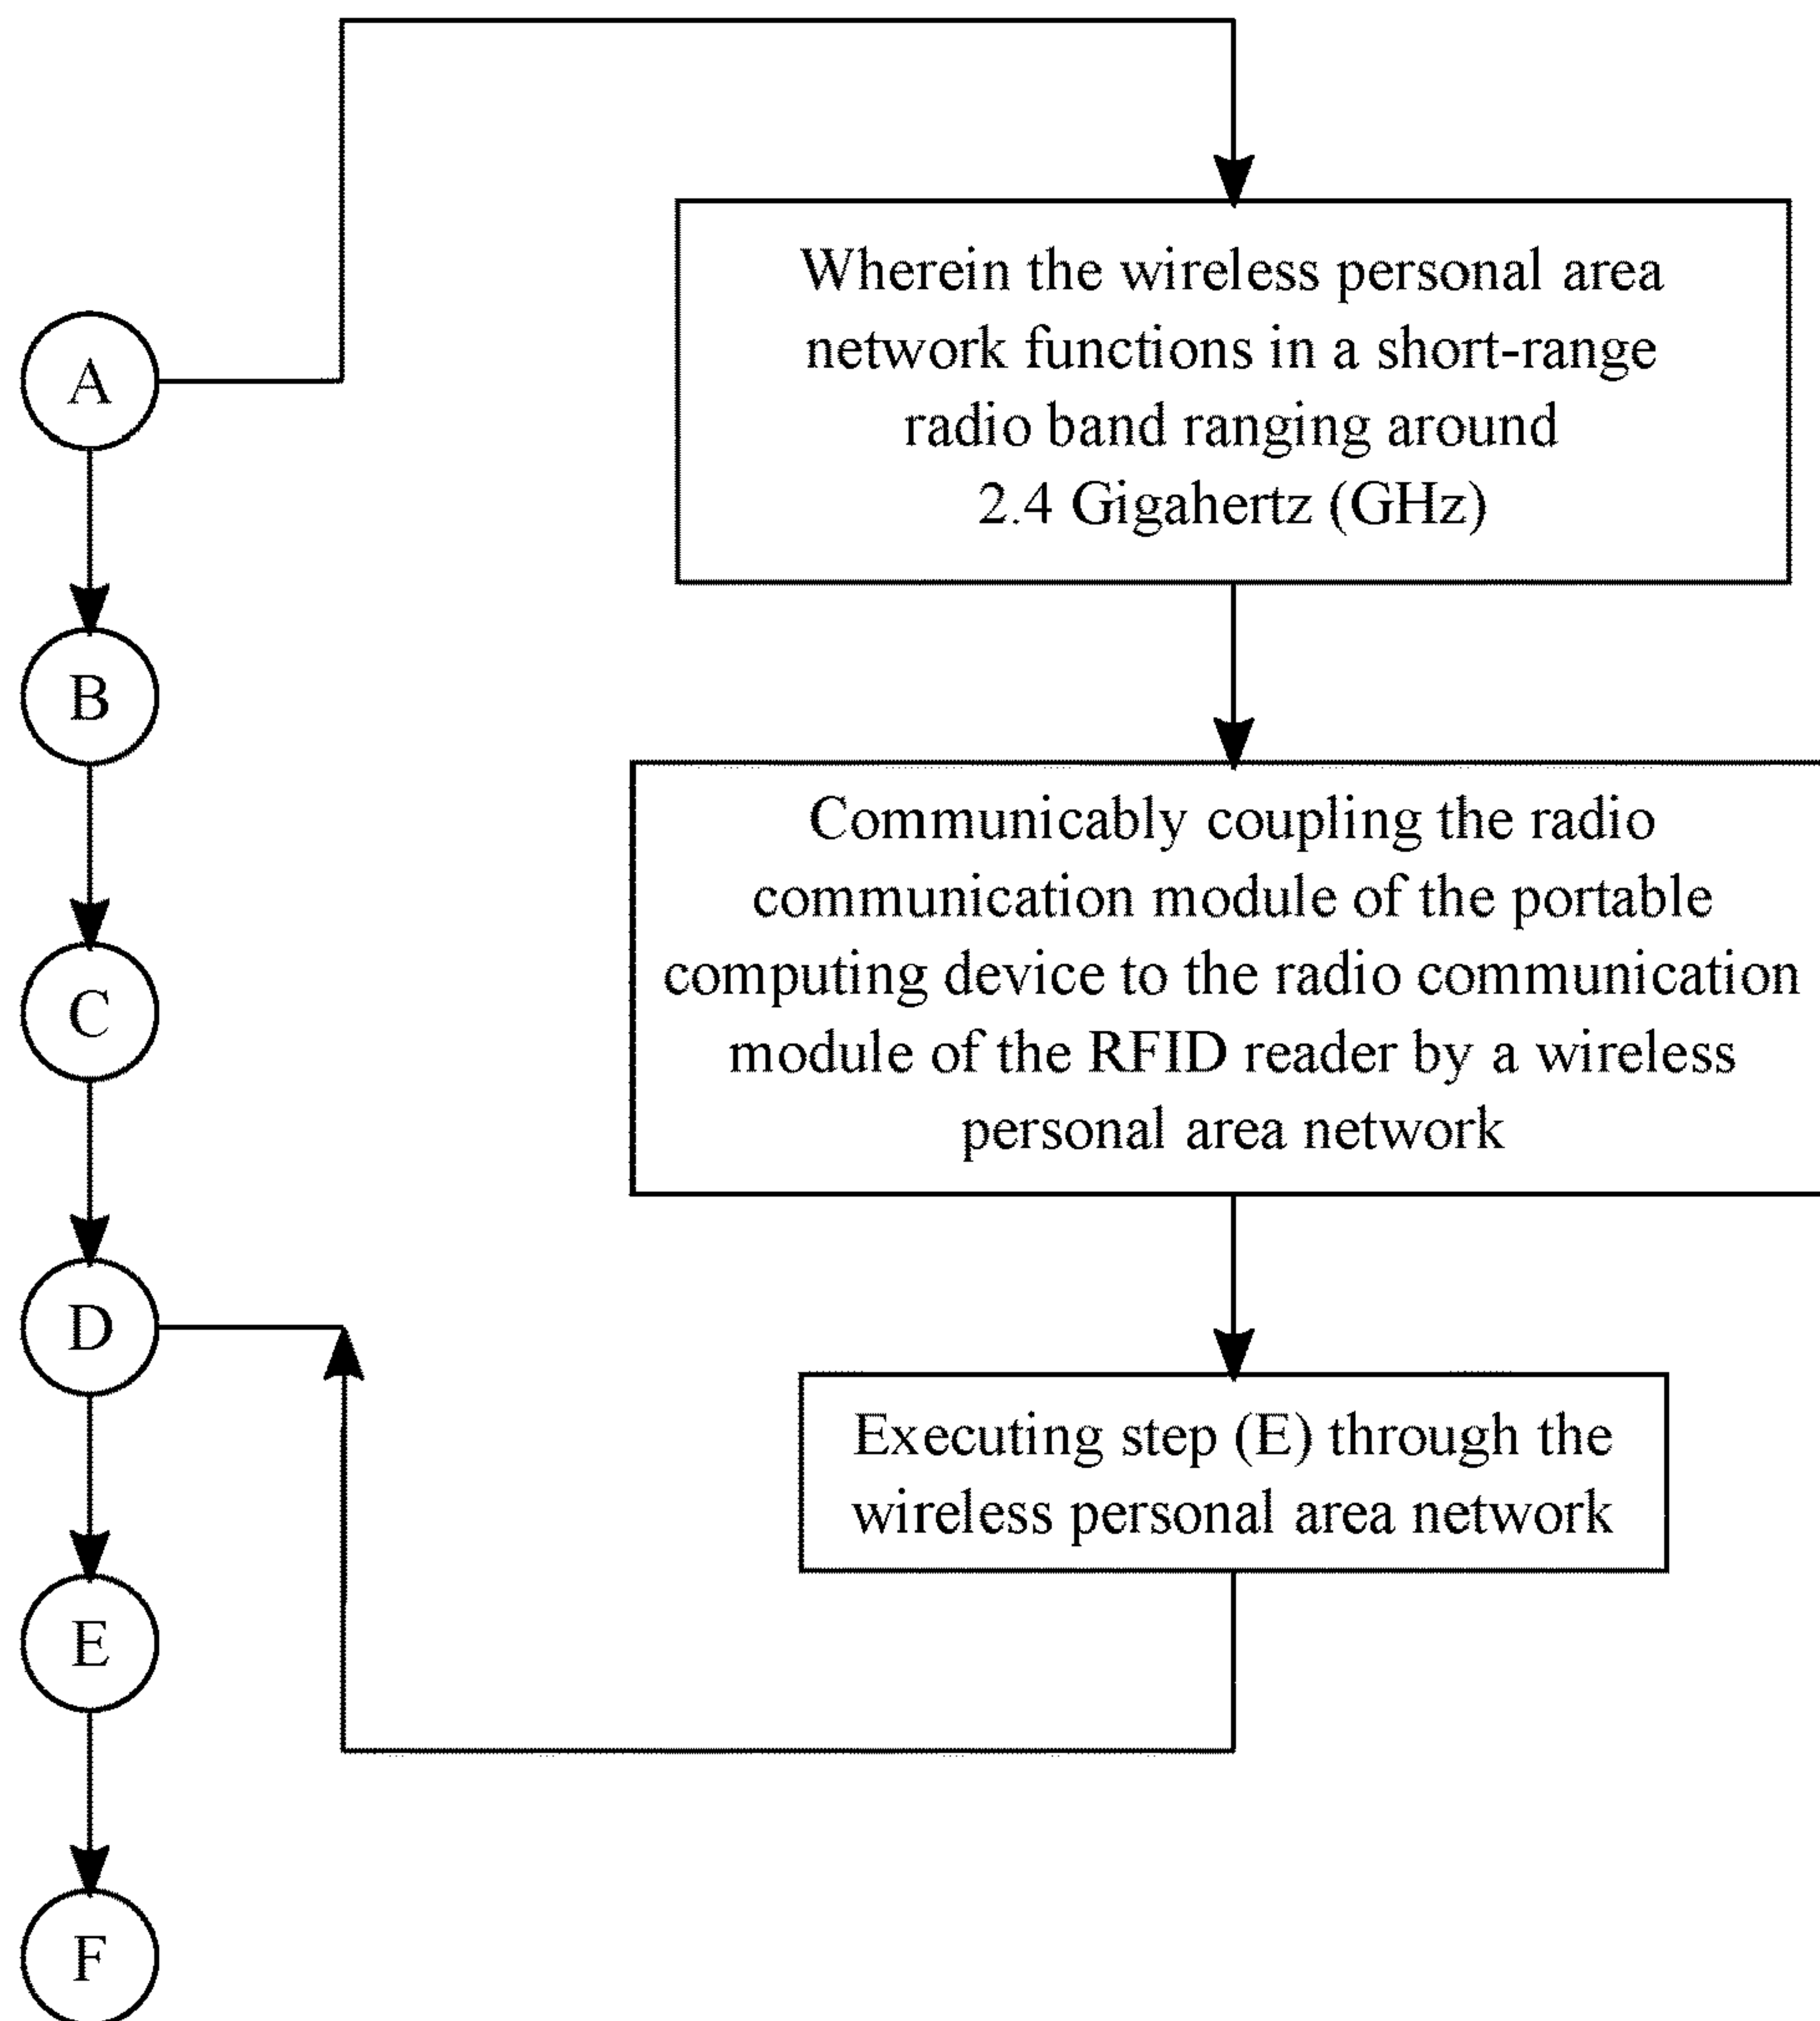 A
B
C
D
E
F
Wherein the wireless personal area
network functions in a short-range
radio band ranging around
2.4 Gigahertz (GHz)
Communicably coupling the radio
communication module of the portable
computing device to the radio communication
module of the RFID reader by a wireless
personal area network
Executing step (E) through the
wireless personal area network